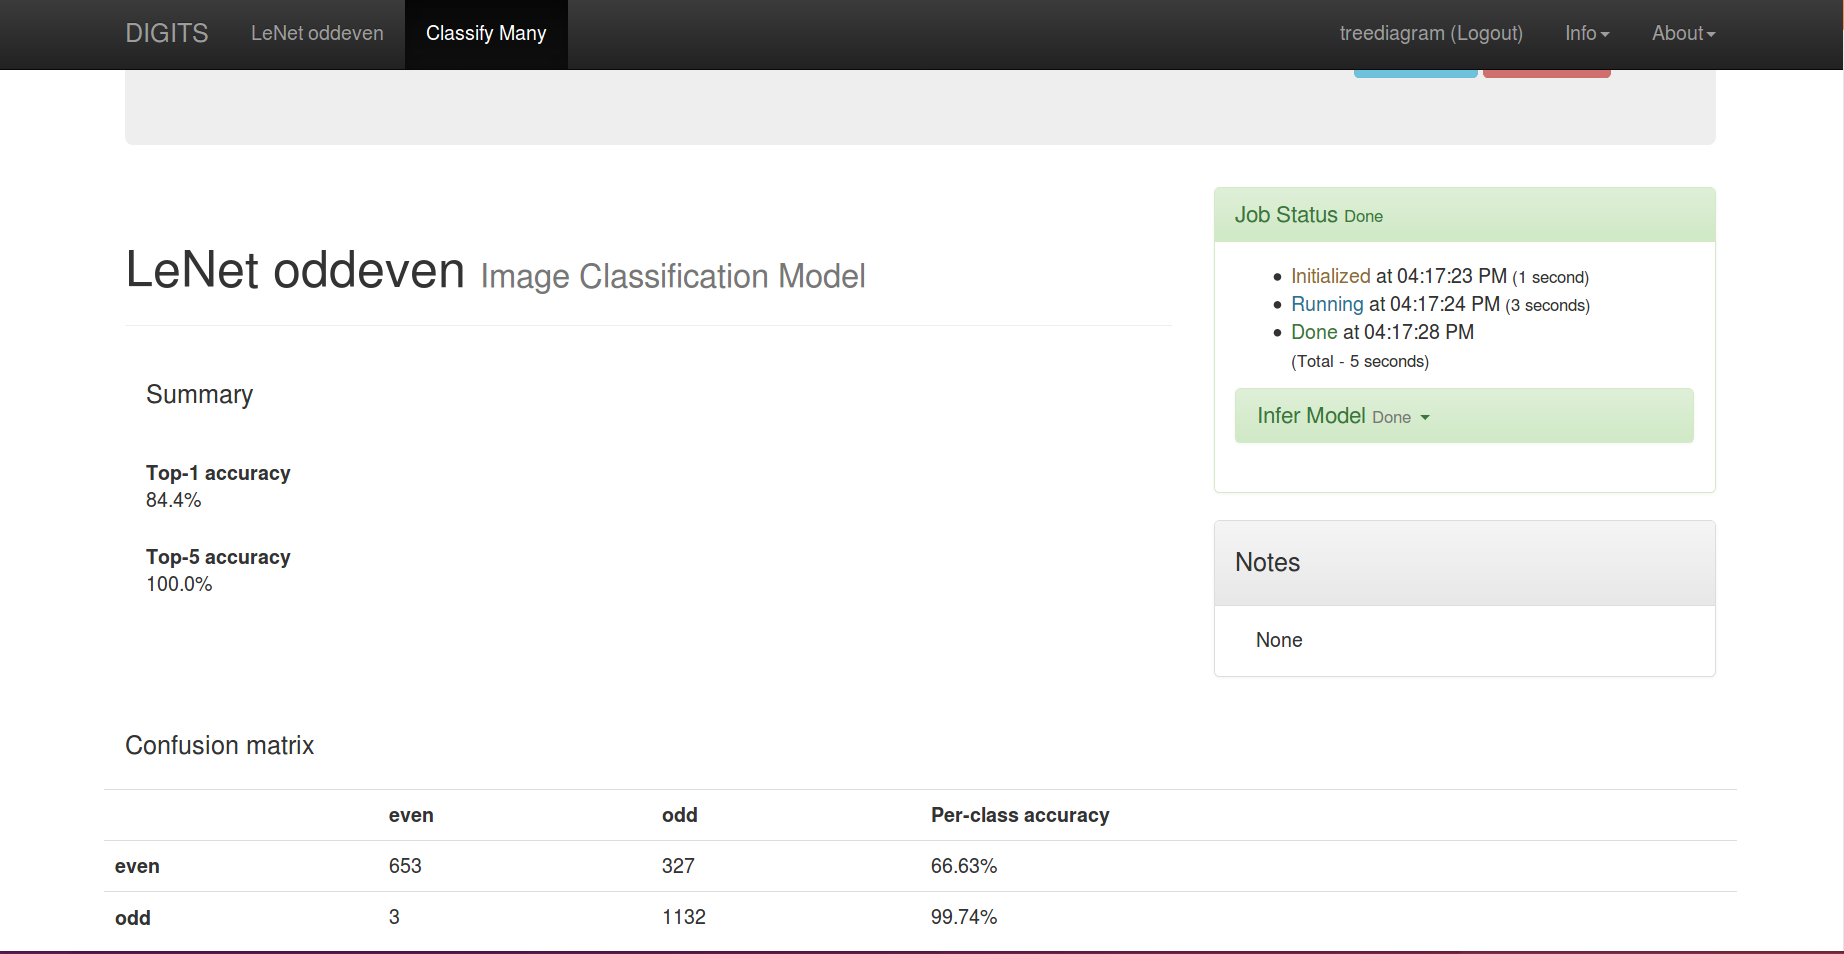 DIGITS LeNet oddeven Classify Many treediagram (Logout) Info About
LeNet oddeven Image Classification Model
Summary
Top-1 accuracy
84.4%
Top-5 accuracy
100.0%
Job Status Done
Initialized at 04:17:23 PM (1 second)
Running at 04:17:24 PM (3 seconds)
Done at 04:17:28 PM
(Total - 5 seconds)
Infer Model Done
Notes
None
Confusion matrix
even odd Per-class accuracy
even 653 327 66.63%
odd 3 1132 99.74%